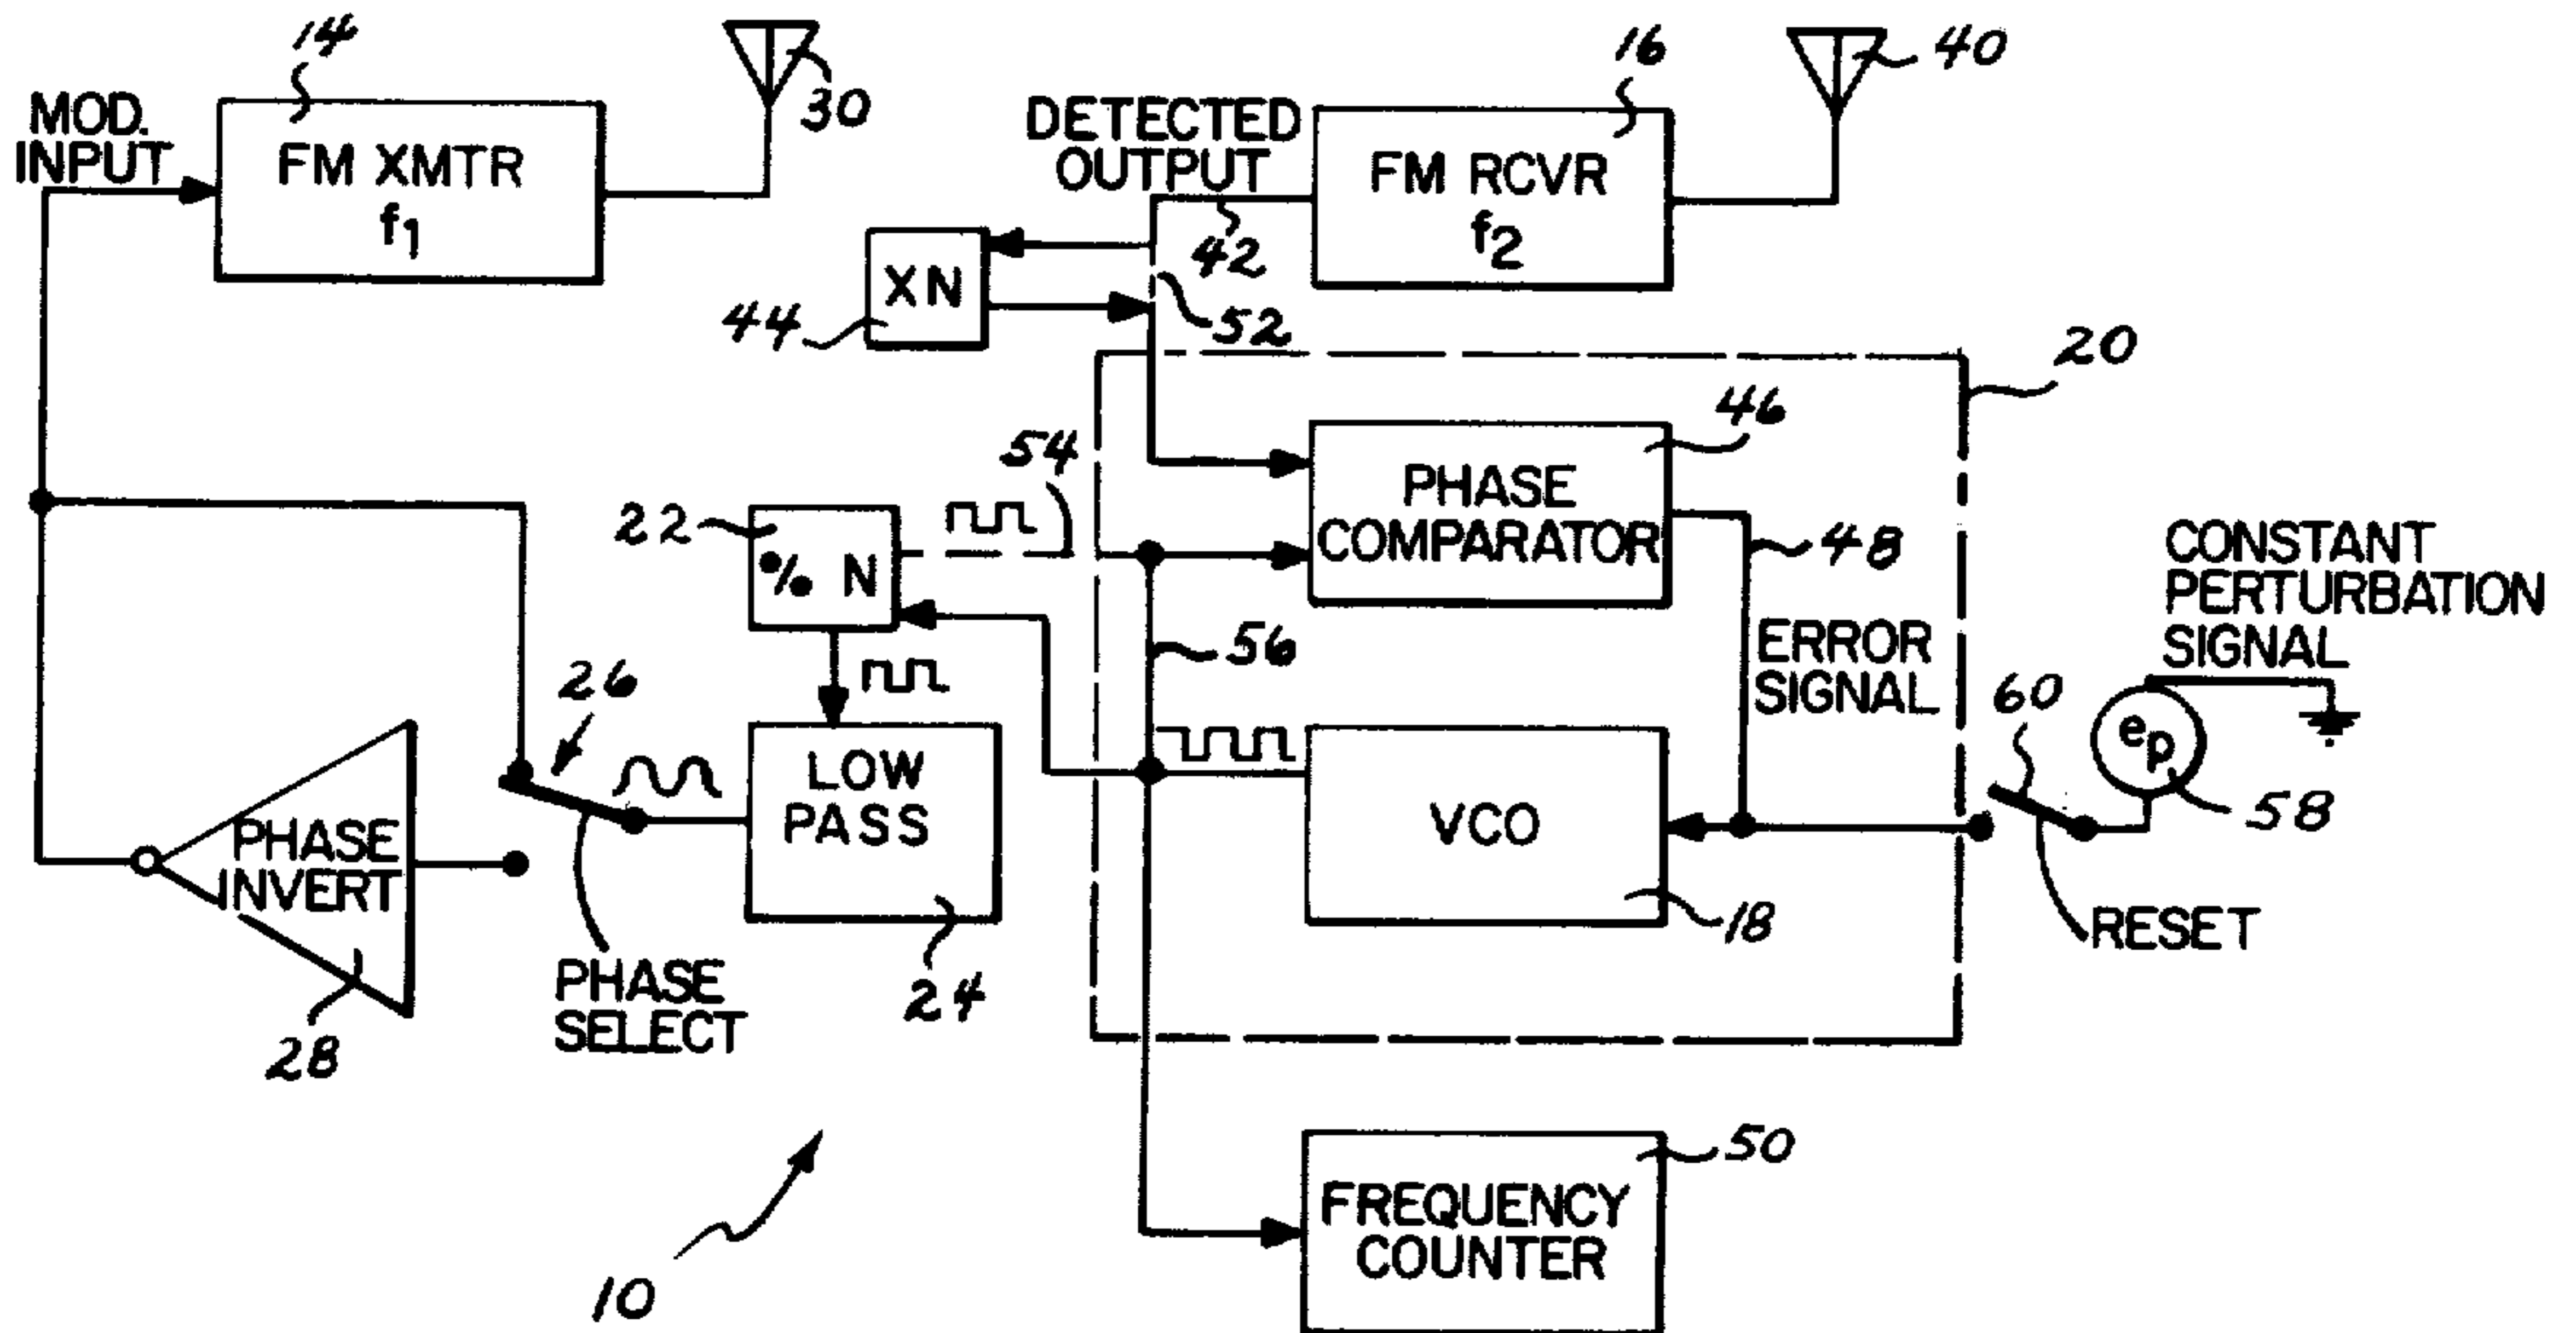 14
30
MOD.
INPUT
FM XMTR
f1
DETECTED
OUTPUT
42
16
FM RCVR
f2
40
XN
44
52
20
46
PHASE
COMPARATOR
48
54
22
•/• N
56
ERROR
SIGNAL
CONSTANT
PERTURBATION
SIGNAL
60
ep
58
RESET
26
PHASE
INVERT
28
PHASE
SELECT
LOW
PASS
24
VCO
18
50
FREQUENCY
COUNTER
10